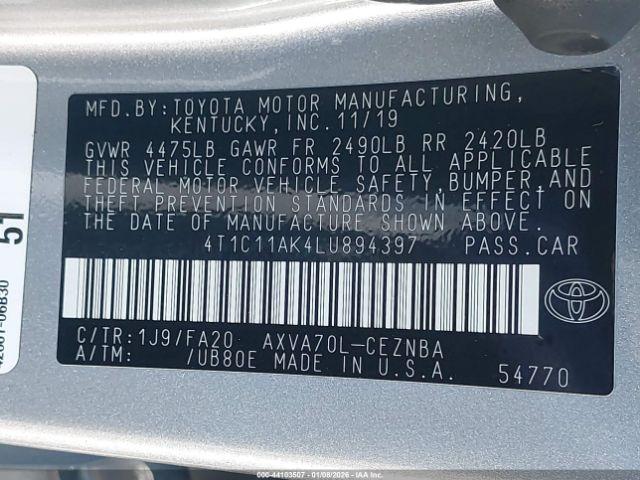 MFD.BY:TOYOTA MOTOR MANUFACTURING,
KENTUCKY,INC.11/19
GVWR 4475LB GAWR FR 2490LB RR 2420LB
THIS VEHICLE CONFORMS TO ALL APPLICABLE
FEDERAL MOTOR VEHICLE SAFETY,BUMPER,AND
THEFT PREVENTION STANDARDS IN EFFECT ON
THE DATE OF MANUFACTURE SHOWN ABOVE.
4T1C11AK4LU894397 PASS.CAR
C/TR:1J9/FA20 AXVA70L-CEZNBA
A/TM: /UB80E MADE IN U.S.A. 54770
51
000-44103507 - 01/08/2026 - IAAI.COM